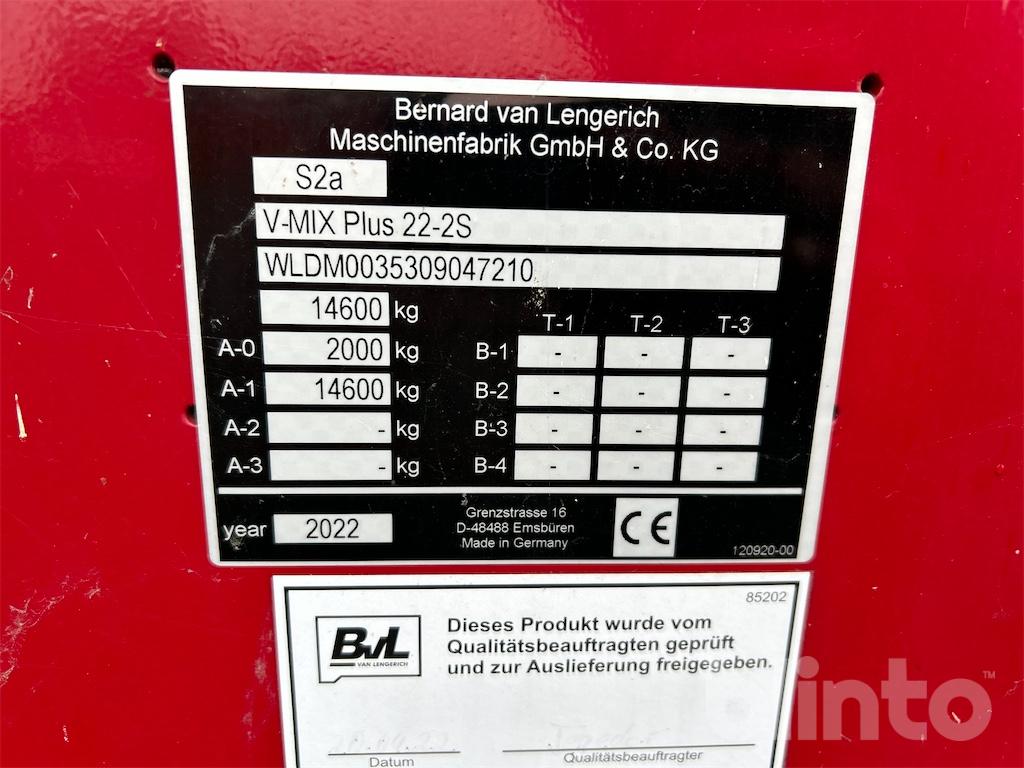 Bernard van Lengerich
Maschinenfabrik GmbH & Co. KG
S2a
V-MIX Plus 22-2S
WLDM0035309047210
14600 kg
T-1 T-2 T-3
A-0 2000 kg B-1 - - -
A-1 14600 kg B-2 - - -
A-2 - kg B-3 - - -
A-3 - kg B-4 - - -
year 2022
Grenzstrasse 16
D-48488 Emsbüren
Made in Germany
CE
120920-00
85202
BvL
VAN LENGERICH
Dieses Produkt wurde vom
Qualitätsbeauftragten geprüft
und zur Auslieferung freigegeben.
Datum Qualitätsbeauftragter
blinto™